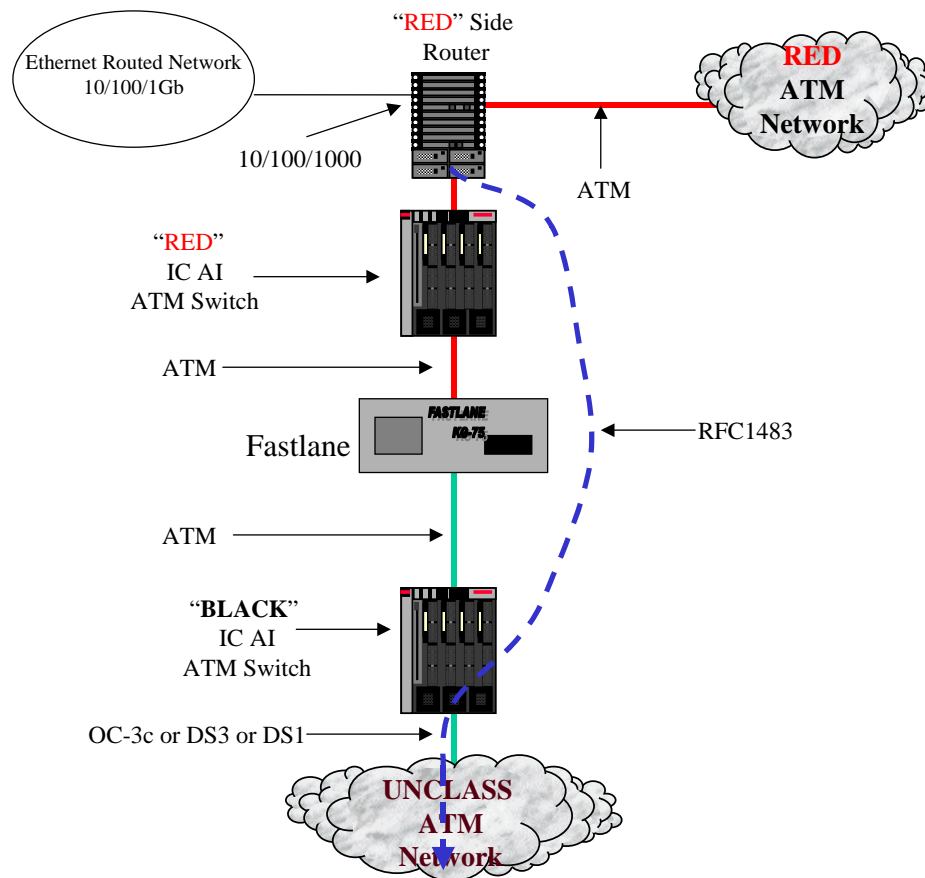 “RED” Side
Router
Ethernet Routed Network
10/100/1Gb
RED
ATM
Network
10/100/1000
ATM
“RED”
IC AI
ATM Switch
ATM
FASTLANE
KG-75
Fastlane
RFC1483
ATM
“BLACK”
IC AI
ATM Switch
OC-3c or DS3 or DS1
UNCLASS
ATM
Network